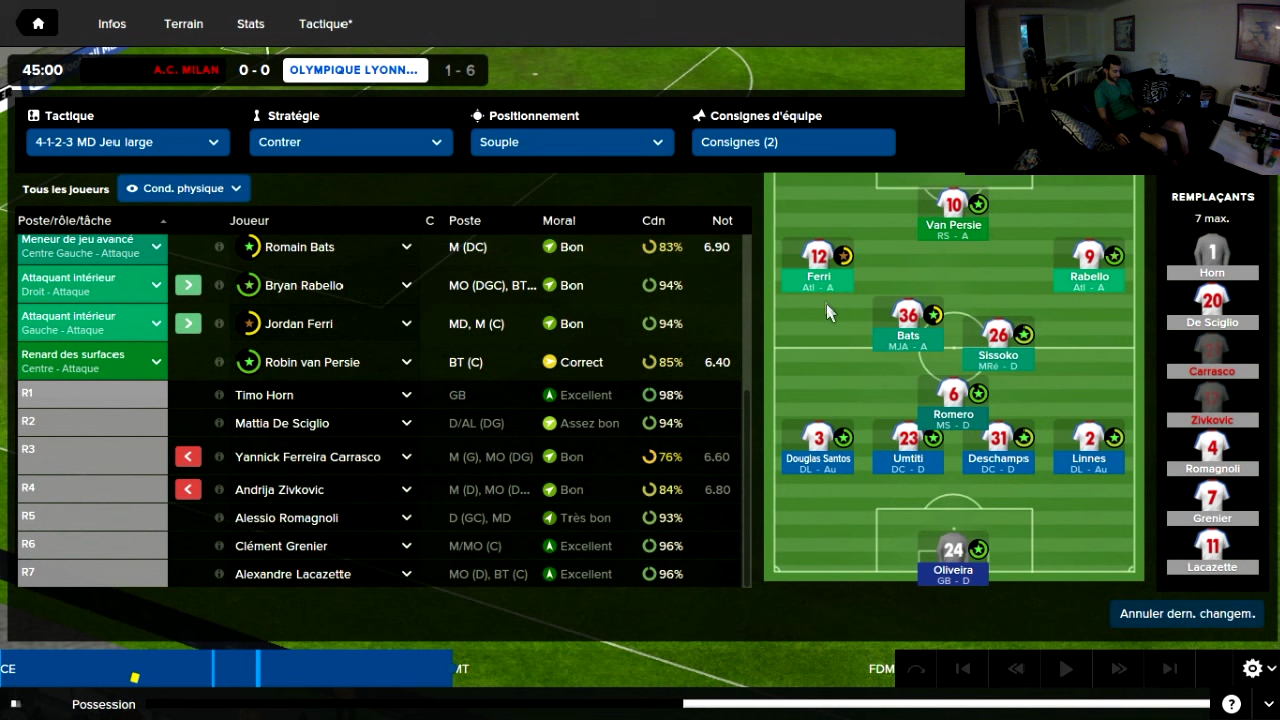 Infos Terrain Stats Tactique*
45:00 A.C. MILAN 0 - 0 OLYMPIQUE LYONN... 1 - 6
Tactique Stratégie Positionnement Consignes d'équipe
4-1-2-3 MD Jeu large Contrer Souple Consignes (2)
Tous les joueurs Cond. physique
Poste/rôle/tâche Joueur C Poste Moral Cdn Not
Meneur de jeu avancé
Centre Gauche - Attaque
Romain Bats M (DC) Bon 83% 6.90
Attaquant intérieur
Droit - Attaque
Bryan Rabello MO (DGC), BT... Bon 94%
Attaquant intérieur
Gauche - Attaque
Jordan Ferri MD, M (C) Bon 94%
Renard des surfaces
Centre - Attaque
Robin van Persie BT (C) Correct 85% 6.40
R1 Timo Horn GB Excellent 98%
R2 Mattia De Sciglio D/AL (DG) Assez bon 94%
R3 Yannick Ferreira Carrasco M (G), MO (DG) Bon 76% 6.60
R4 Andrija Zivkovic M (D), MO (D... Bon 84% 6.80
R5 Alessio Romagnoli D (GC), MD Très bon 93%
R6 Clément Grenier M/MO (C) Excellent 96%
R7 Alexandre Lacazette MO (D), BT (C) Excellent 96%
10
Van Persie
RS - A
12 9
Ferri Rabello
Atl - A Atl - A
36
Bats
MJA - A
26
Sissoko
MRé - D
6
Romero
MS - D
3 23 31 2
Douglas Santos Umtiti Deschamps Linnes
DL - Au DC - D DC - D DL - Au
24
Oliveira
GB - D
REMPLAÇANTS
7 max.
1
Horn
20
De Sciglio
Carrasco
Zivkovic
4
Romagnoli
7
Grenier
11
Lacazette
Annuler dern. changem.
CE MT FDM
Possession ?